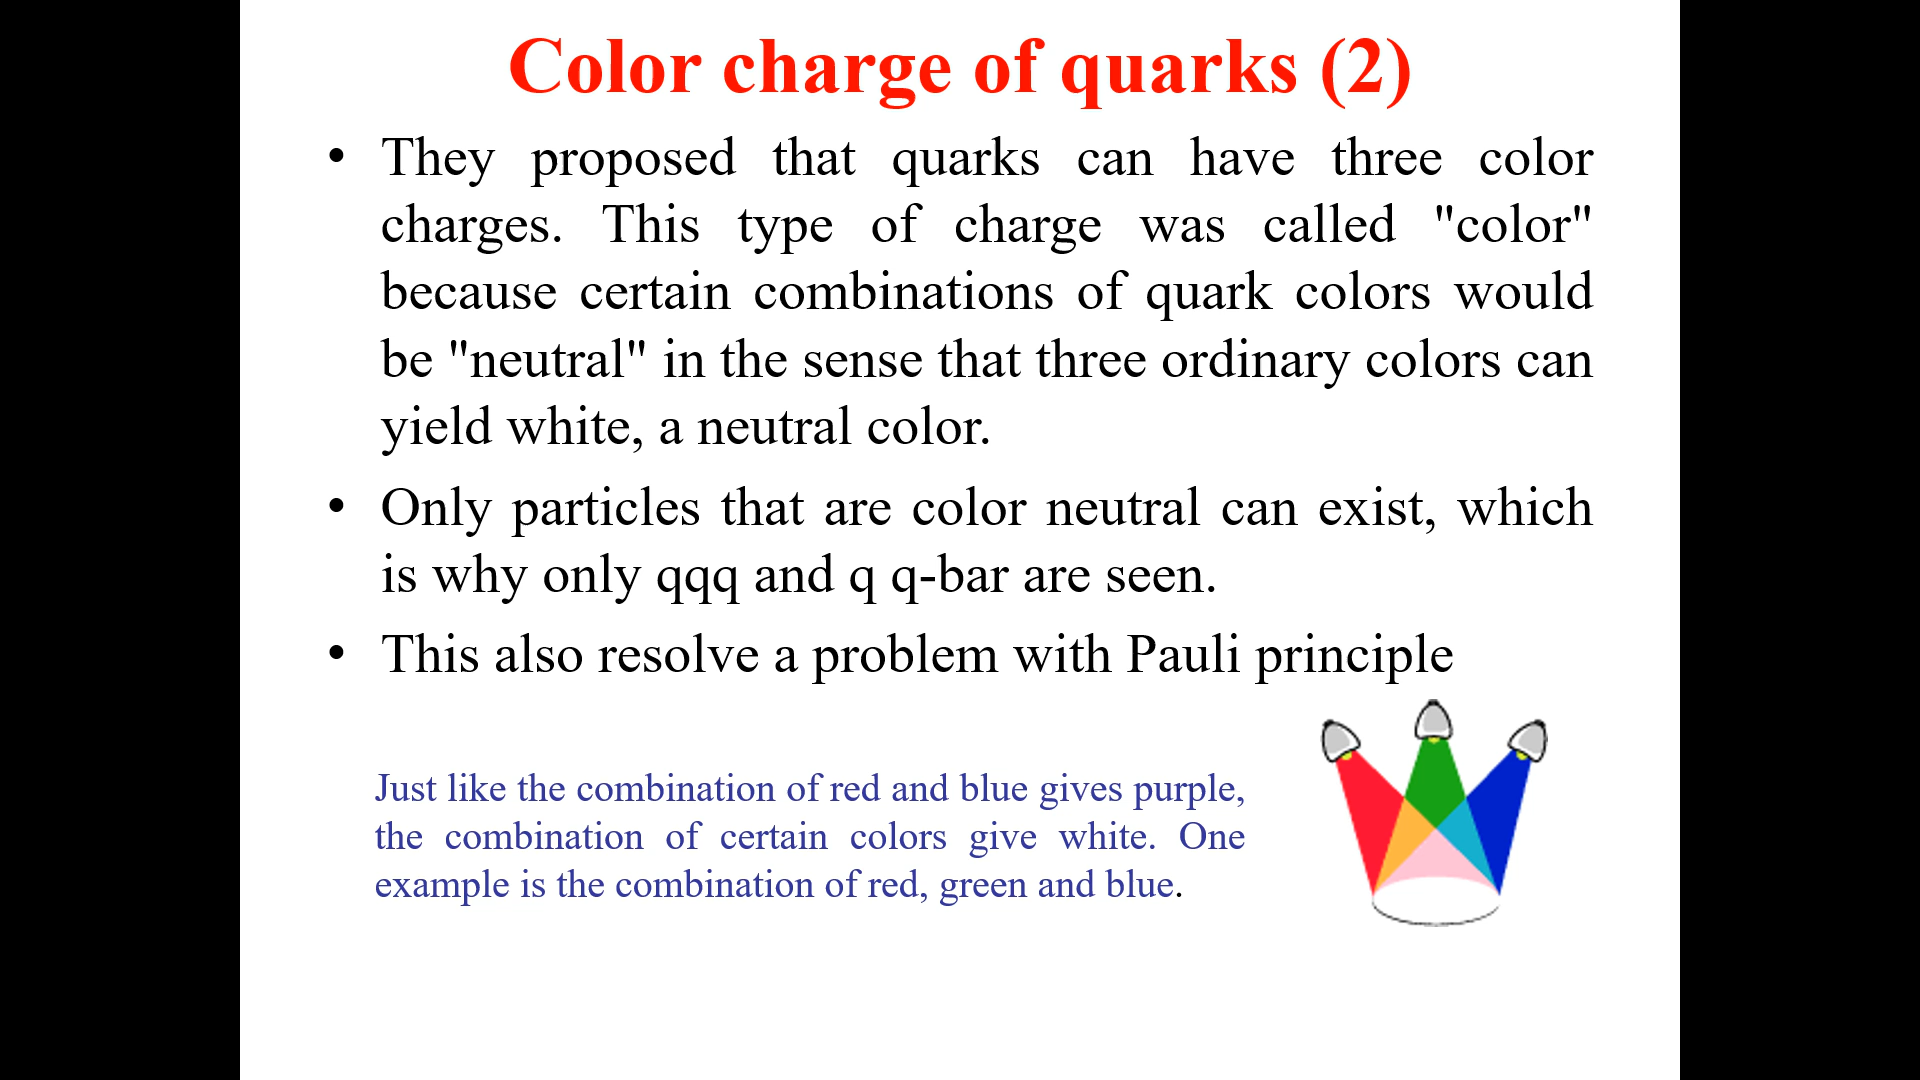 Color charge of quarks (2)
• They proposed that quarks can have three color
charges. This type of charge was called "color"
because certain combinations of quark colors would
be "neutral" in the sense that three ordinary colors can
yield white, a neutral color.
• Only particles that are color neutral can exist, which
is why only qqq and q q-bar are seen.
• This also resolve a problem with Pauli principle
Just like the combination of red and blue gives purple,
the combination of certain colors give white. One
example is the combination of red, green and blue.